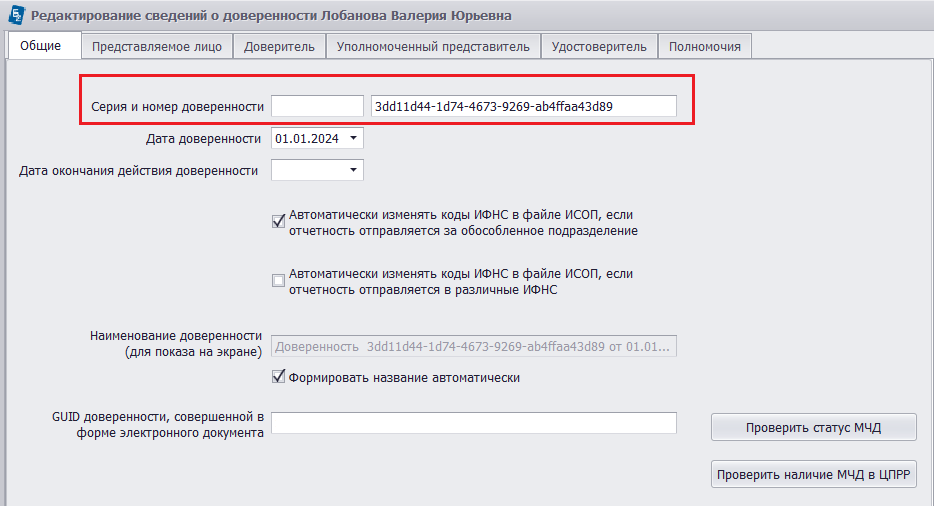 Редактирование сведений о доверенности Лобанова Валерия Юрьевна
Общие Представляемое лицо Доверитель Уполномоченный представитель Удостоверитель Полномочия
Серия и номер доверенности 3dd11d44-1d74-4673-9269-ab4ffaa43d89
Дата доверенности 01.01.2024
Дата окончания действия доверенности
Автоматически изменять коды ИФНС в файле ИСОП, если
отчетность отправляется за обособленное подразделение
Автоматически изменять коды ИФНС в файле ИСОП, если
отчетность отправляется в различные ИФНС
Наименование доверенности
(для показа на экране)
Доверенность 3dd11d44-1d74-4673-9269-ab4ffaa43d89 от 01.01...
Формировать название автоматически
GUID доверенности, совершенной в
форме электронного документа
Проверить статус МЧД
Проверить наличие МЧД в ЦПРР